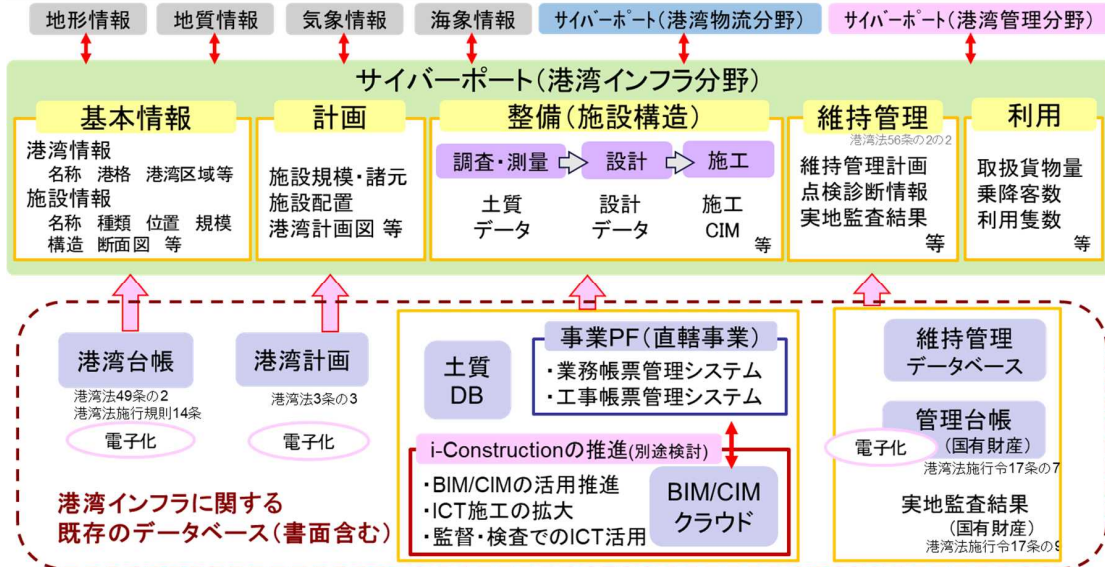 地形情報
地質情報
気象情報
海象情報
サイバーポート(港湾物流分野)
サイバーポート(港湾管理分野)
サイバーポート(港湾インフラ分野)
基本情報
港湾情報
名称 港格 港湾区域等
施設情報
名称 種類 位置 規模
構造 断面図 等
計画
施設規模・諸元
施設配置
港湾計画図 等
整備(施設構造)
調査・測量
設計
施工
土質
データ
設計
データ
施工
CIM
等
維持管理
港湾法56条の2の2
維持管理計画
点検診断情報
実地監査結果
等
利用
取扱貨物量
乗降客数
利用隻数
等
港湾台帳
港湾法49条の2
港湾法施行規則14条
電子化
港湾計画
港湾法3条の3
電子化
土質
DB
事業PF(直轄事業)
・業務帳票管理システム
・工事帳票管理システム
i-Constructionの推進(別途検討)
・BIM/CIMの活用推進
・ICT施工の拡大
・監督・検査でのICT活用
BIM/CIM
クラウド
維持管理
データベース
管理台帳
(国有財産)
電子化
港湾法施行令17条の7
実地監査結果
(国有財産)
港湾法施行令17条の9
港湾インフラに関する
既存のデータベース(書面含む)